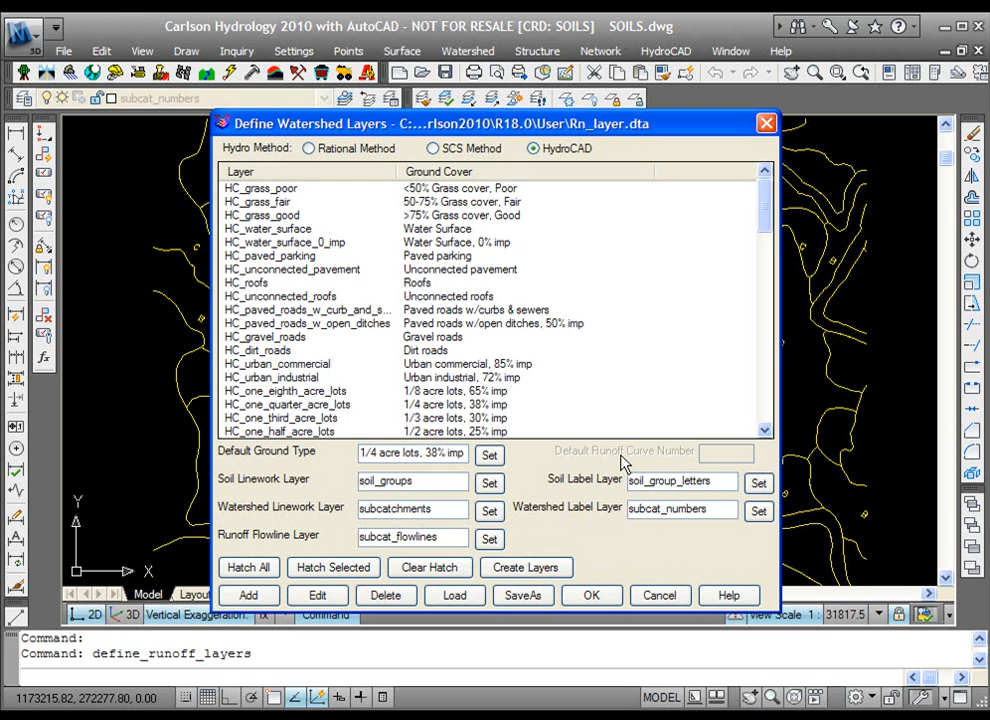 Carlson Hydrology 2010 with AutoCAD - NOT FOR RESALE [CRD: SOILS]    SOILS.dwg
3D File Edit View Draw Inquiry Settings Points Surface Watershed Structure Network HydroCAD Window Help
subcat_numbers
Define Watershed Layers - C:...rlson2010\R18.0\User\Rn_layer.dta
Hydro Method: Rational Method SCS Method HydroCAD
Layer Ground Cover
HC_grass_poor <50% Grass cover, Poor
HC_grass_fair 50-75% Grass cover, Fair
HC_grass_good >75% Grass cover, Good
HC_water_surface Water Surface
HC_water_surface_0_imp Water Surface, 0% imp
HC_paved_parking Paved parking
HC_unconnected_pavement Unconnected pavement
HC_roofs Roofs
HC_unconnected_roofs Unconnected roofs
HC_paved_roads_w_curb_and_s... Paved roads w/curbs & sewers
HC_paved_roads_w_open_ditches Paved roads w/open ditches, 50% imp
HC_gravel_roads Gravel roads
HC_dirt_roads Dirt roads
HC_urban_commercial Urban commercial, 85% imp
HC_urban_industrial Urban industrial, 72% imp
HC_one_eighth_acre_lots 1/8 acre lots, 65% imp
HC_one_quarter_acre_lots 1/4 acre lots, 38% imp
HC_one_third_acre_lots 1/3 acre lots, 30% imp
HC_one_half_acre_lots 1/2 acre lots, 25% imp
Default Ground Type 1/4 acre lots, 38% imp Set Default Runoff Curve Number
Soil Linework Layer soil_groups Set Soil Label Layer soil_group_letters Set
Watershed Linework Layer subcatchments Set Watershed Label Layer subcat_numbers Set
Runoff Flowline Layer subcat_flowlines Set
Hatch All Hatch Selected Clear Hatch Create Layers
Add Edit Delete Load SaveAs OK Cancel Help
Y
X
Model Layou
2D 3D Vertical Exaggeration: Command View Scale 1: 31817.5
Command:
Command: define_runoff_layers
1173215.82, 272277.80, 0.00 MODEL